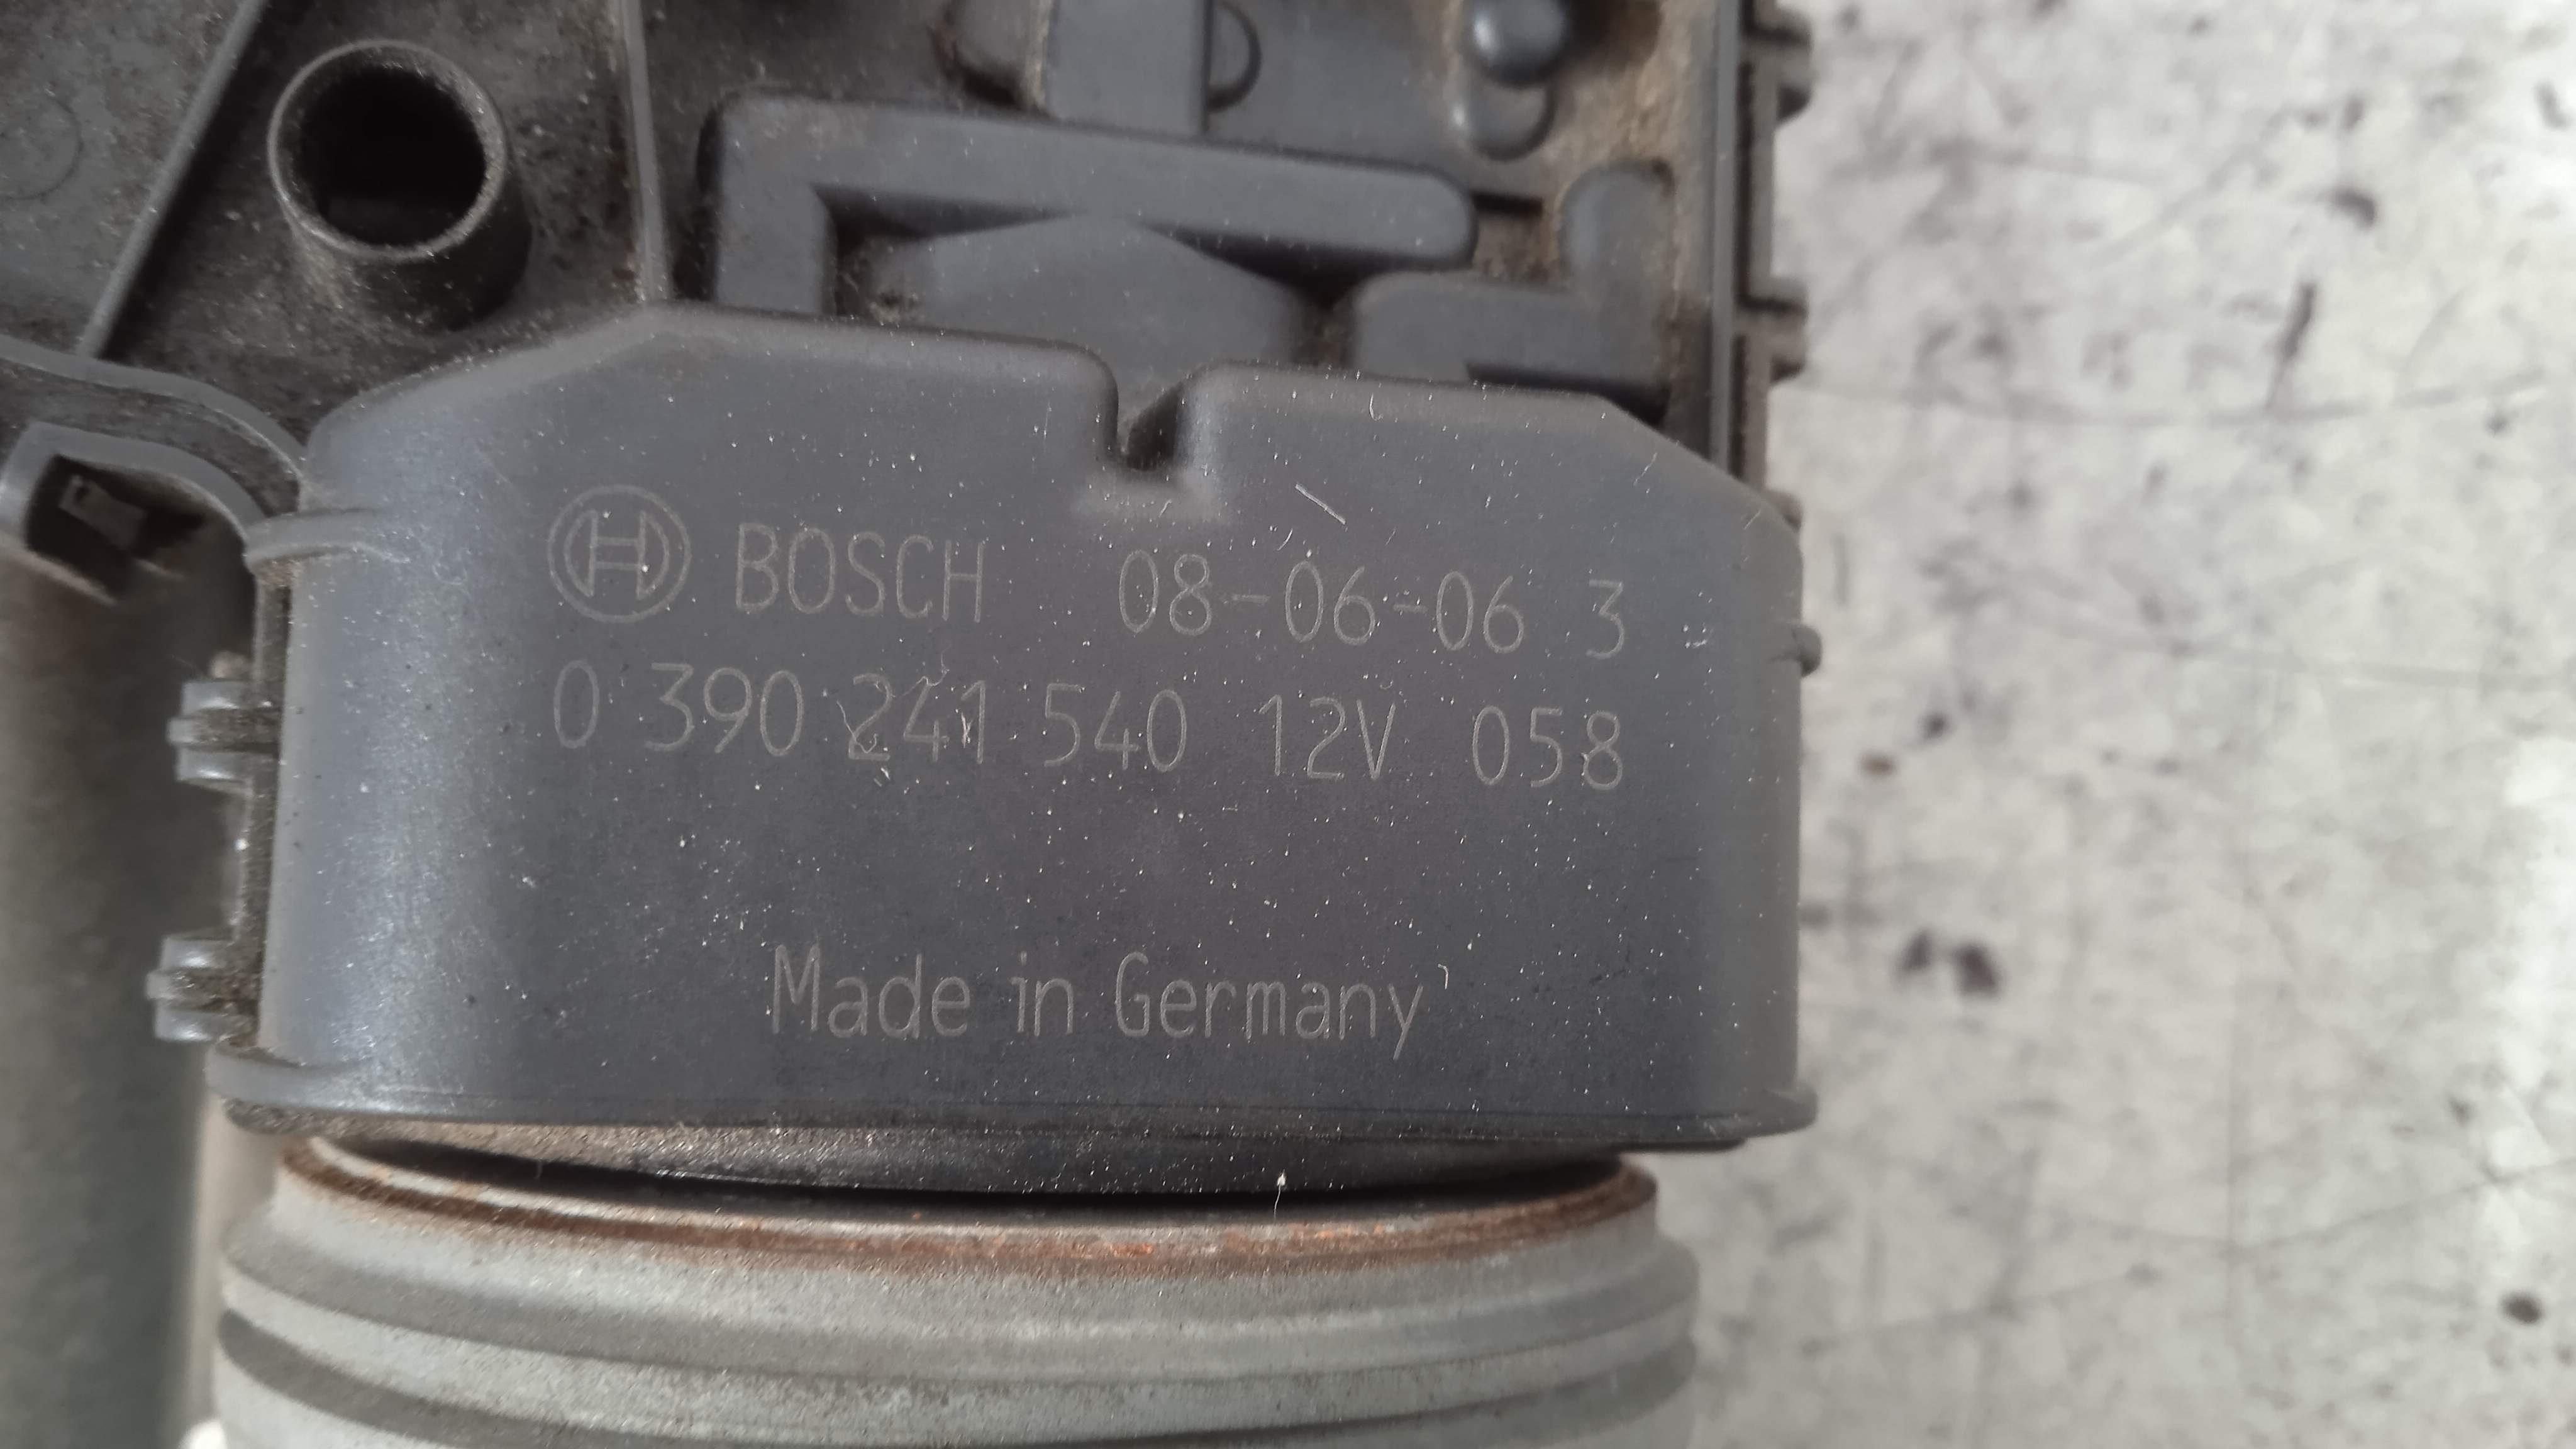 BOSCH 08-06-06 3
0 390 241 540 12V 058
Made in Germany